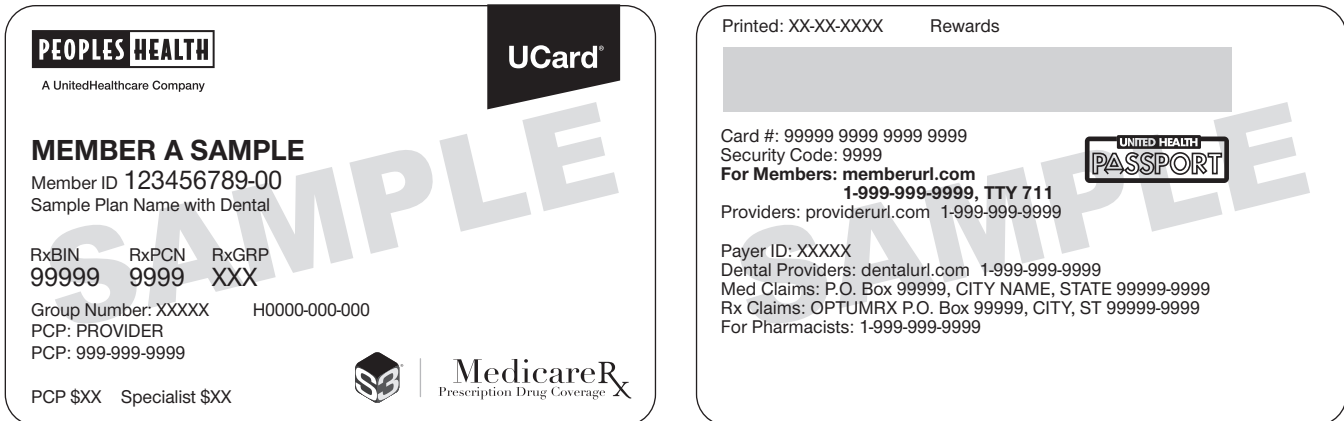 PEOPLES HEALTH
A UnitedHealthcare Company
UCard®
MEMBER A SAMPLE
Member ID 123456789-00
Sample Plan Name with Dental
RxBIN RxPCN RxGRP
99999 9999 XXX
Group Number: XXXXX H0000-000-000
PCP: PROVIDER
PCP: 999-999-9999
PCP $XX Specialist $XX
S3
MedicareRx
Prescription Drug Coverage
SAMPLE
Printed: XX-XX-XXXX Rewards
Card #: 99999 9999 9999 9999
Security Code: 9999
For Members: memberurl.com
1-999-999-9999, TTY 711
Providers: providerurl.com 1-999-999-9999
UNITED HEALTH
PASSPORT
Payer ID: XXXXX
Dental Providers: dentalurl.com 1-999-999-9999
Med Claims: P.O. Box 99999, CITY NAME, STATE 99999-9999
Rx Claims: OPTUMRX P.O. Box 99999, CITY, ST 99999-9999
For Pharmacists: 1-999-999-9999
SAMPLE